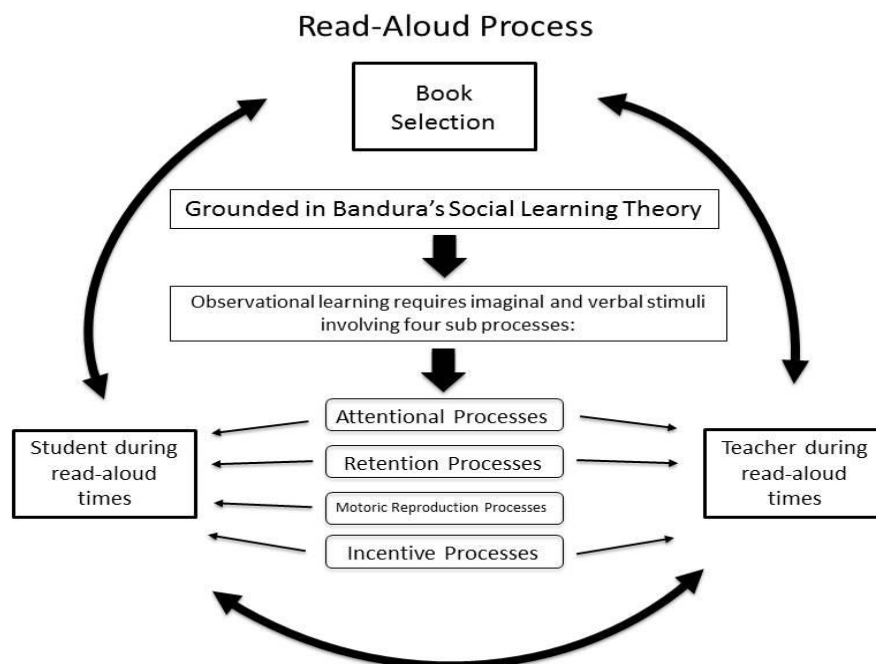 Read-Aloud Process
Book
Selection
Grounded in Bandura's Social Learning Theory
Observational learning requires imaginal and verbal stimuli
involving four sub processes:
Attentional Processes
Student during
read-aloud
times
Retention Processes
Motoric Reproduction Processes
Incentive Processes
Teacher during
read-aloud
times